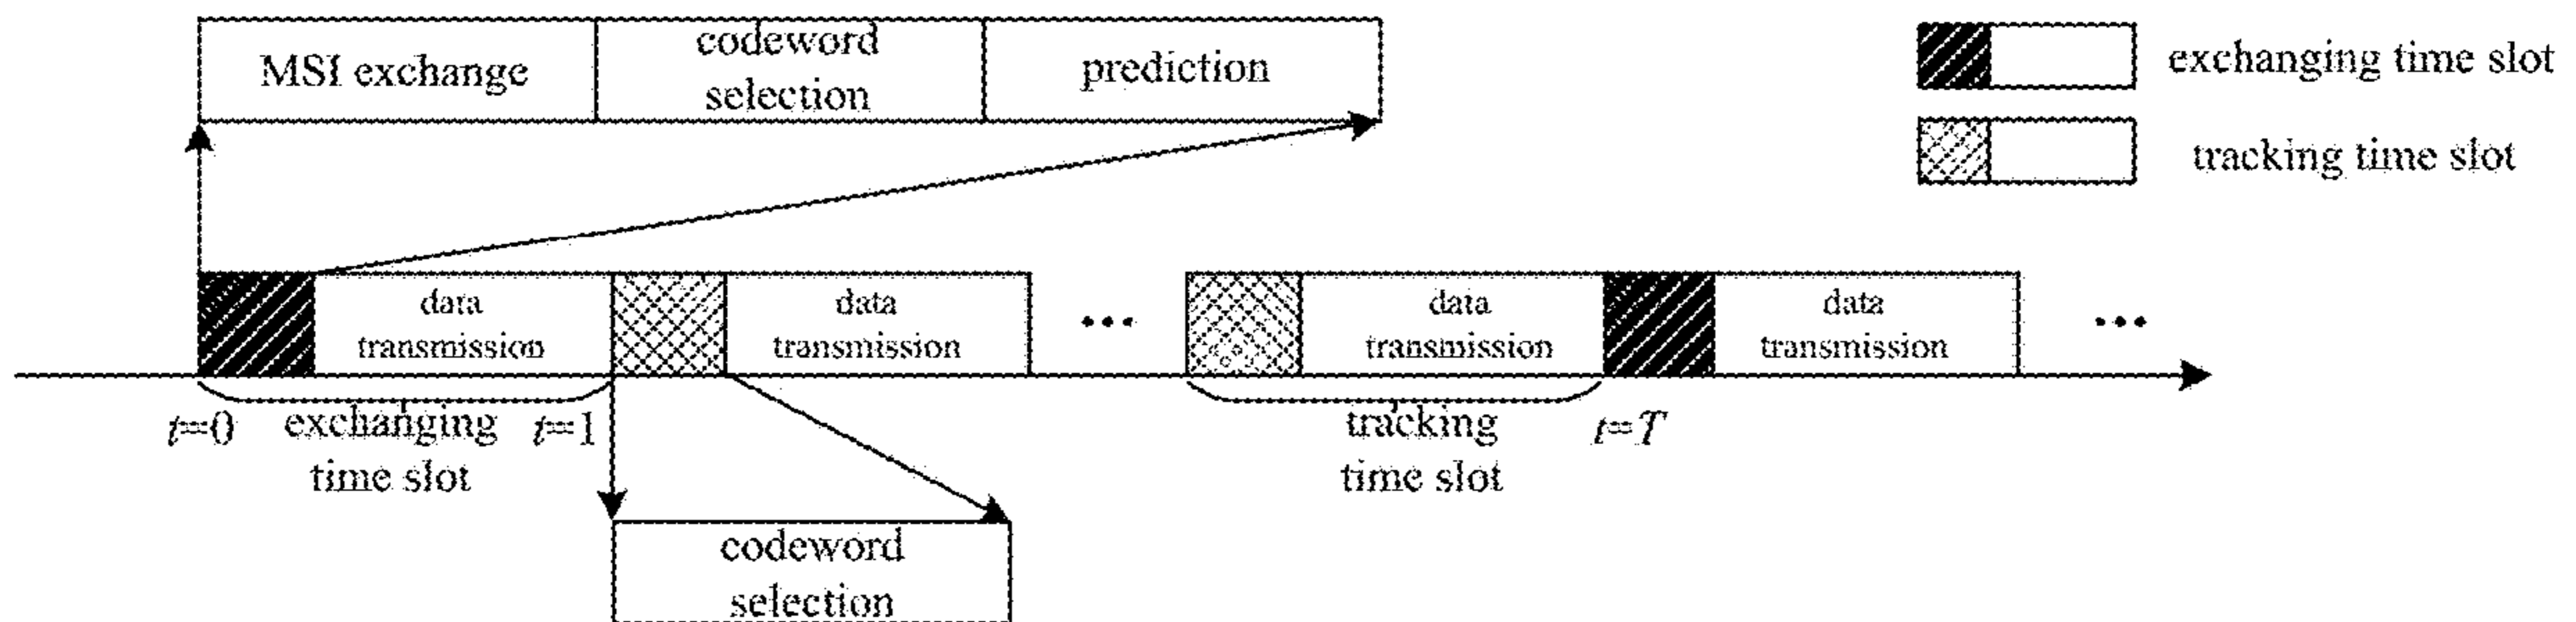 MSI exchange
codeword
selection
prediction
exchanging time slot
tracking time slot
data
transmission
data
transmission
...
data
transmission
data
transmission
...
t=0
exchanging
time slot
t=1
tracking
time slot
t=T
codeword
selection